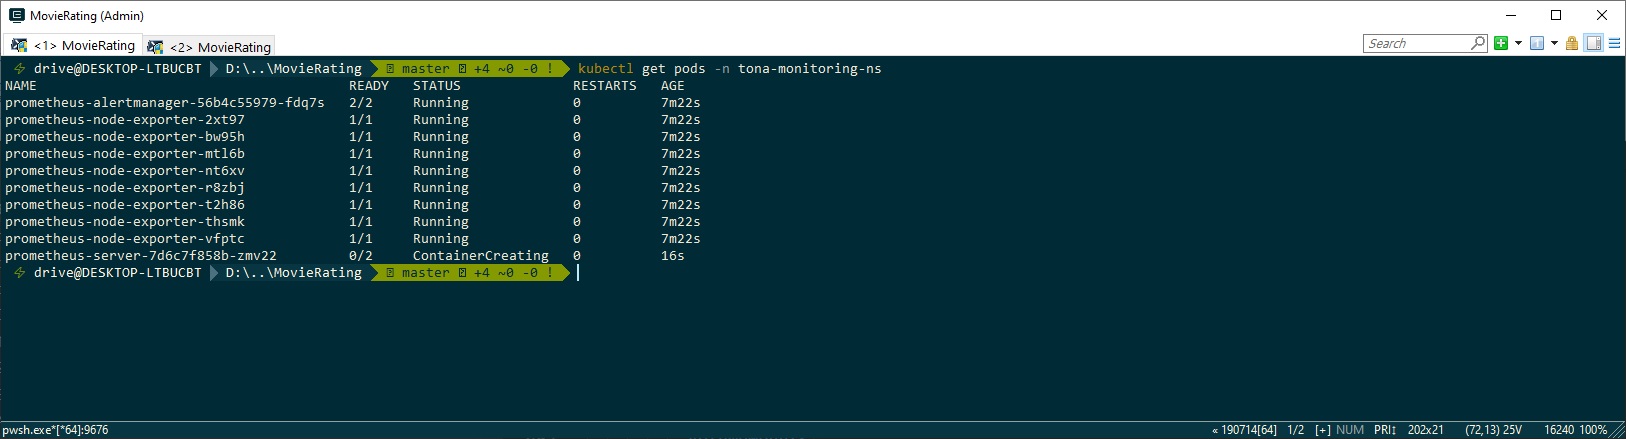 MovieRating (Admin)
<1> MovieRating <2> MovieRating Search
drive@DESKTOP-LTBUCBT D:\..\MovieRating master +4 ~0 -0 ! kubectl get pods -n tona-monitoring-ns
NAME READY STATUS RESTARTS AGE
prometheus-alertmanager-56b4c55979-fdq7s 2/2 Running 0 7m22s
prometheus-node-exporter-2xt97 1/1 Running 0 7m22s
prometheus-node-exporter-bw95h 1/1 Running 0 7m22s
prometheus-node-exporter-mtl6b 1/1 Running 0 7m22s
prometheus-node-exporter-nt6xv 1/1 Running 0 7m22s
prometheus-node-exporter-r8zbj 1/1 Running 0 7m22s
prometheus-node-exporter-t2h86 1/1 Running 0 7m22s
prometheus-node-exporter-thsmk 1/1 Running 0 7m22s
prometheus-node-exporter-vfptc 1/1 Running 0 7m22s
prometheus-server-7d6c7f858b-zmv22 0/2 ContainerCreating 0 16s
drive@DESKTOP-LTBUCBT D:\..\MovieRating master +4 ~0 -0 !
pwsh.exe*[*64]:9676 « 190714[64] 1/2 [+] NUM PRI↕ 202x21 (72,13) 25V 16240 100%